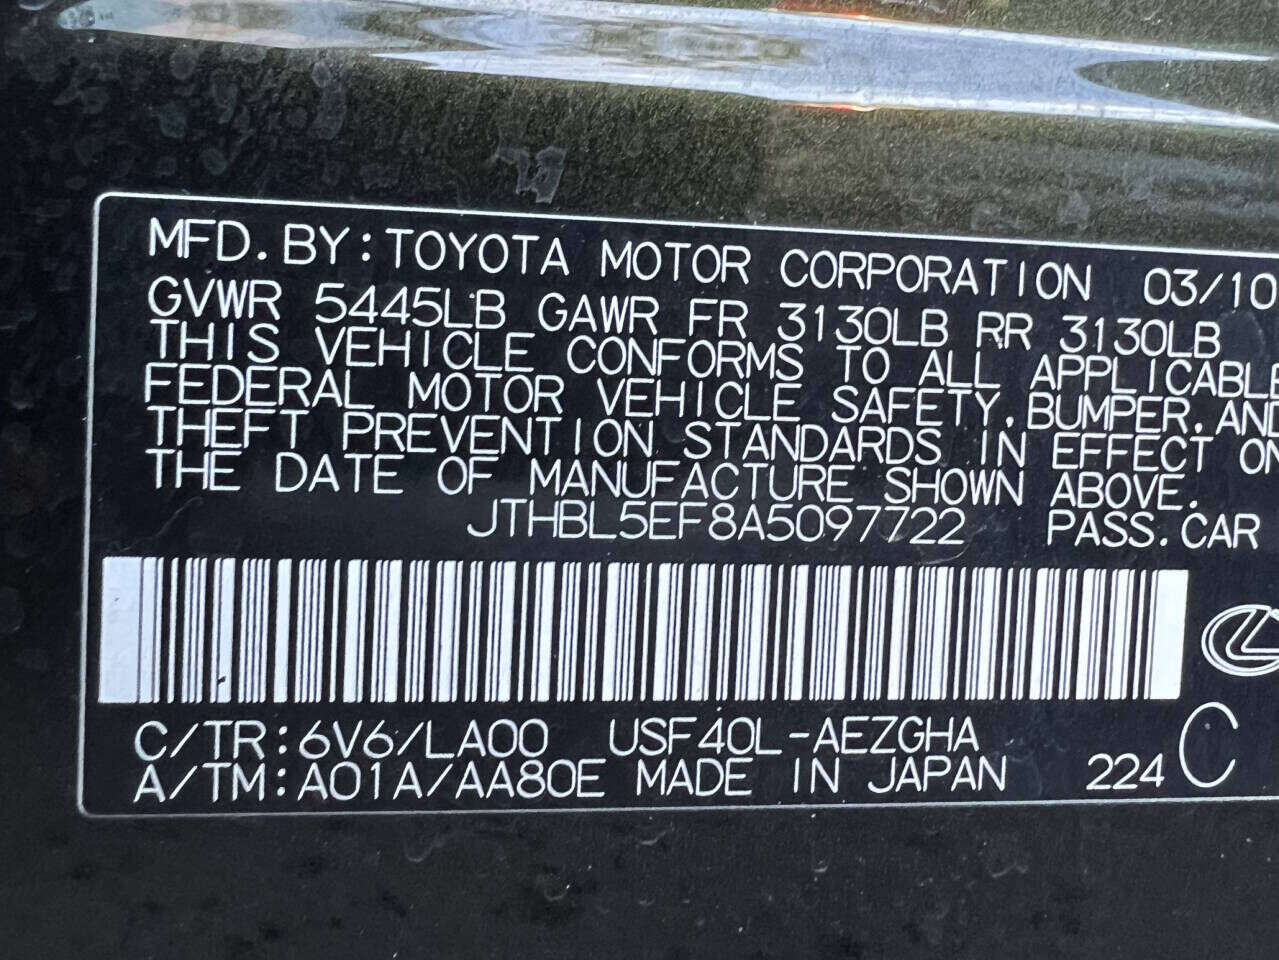 MFD. BY: TOYOTA MOTOR CORPORATION 03/10
GVWR 5445LB GAWR FR 3130LB RR 3130LB
THIS VEHICLE CONFORMS TO ALL APPLICABLE
FEDERAL MOTOR VEHICLE SAFETY, BUMPER, AND
THEFT PREVENTION STANDARDS IN EFFECT ON
THE DATE OF MANUFACTURE SHOWN ABOVE.
JTHBL5EF8A5097722 PASS. CAR
C/TR: 6V6/LA00 USF40L-AEZGHA
A/TM: A01A/AA80E MADE IN JAPAN 224 C